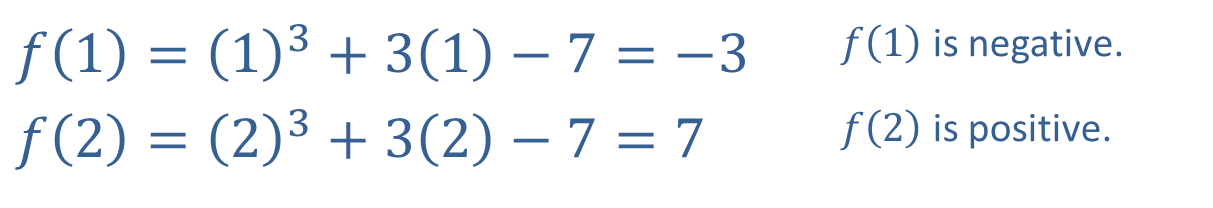 f(1) = (1)³ + 3(1) − 7 = −3 f(1) is negative.
f(2) = (2)³ + 3(2) − 7 = 7 f(2) is positive.